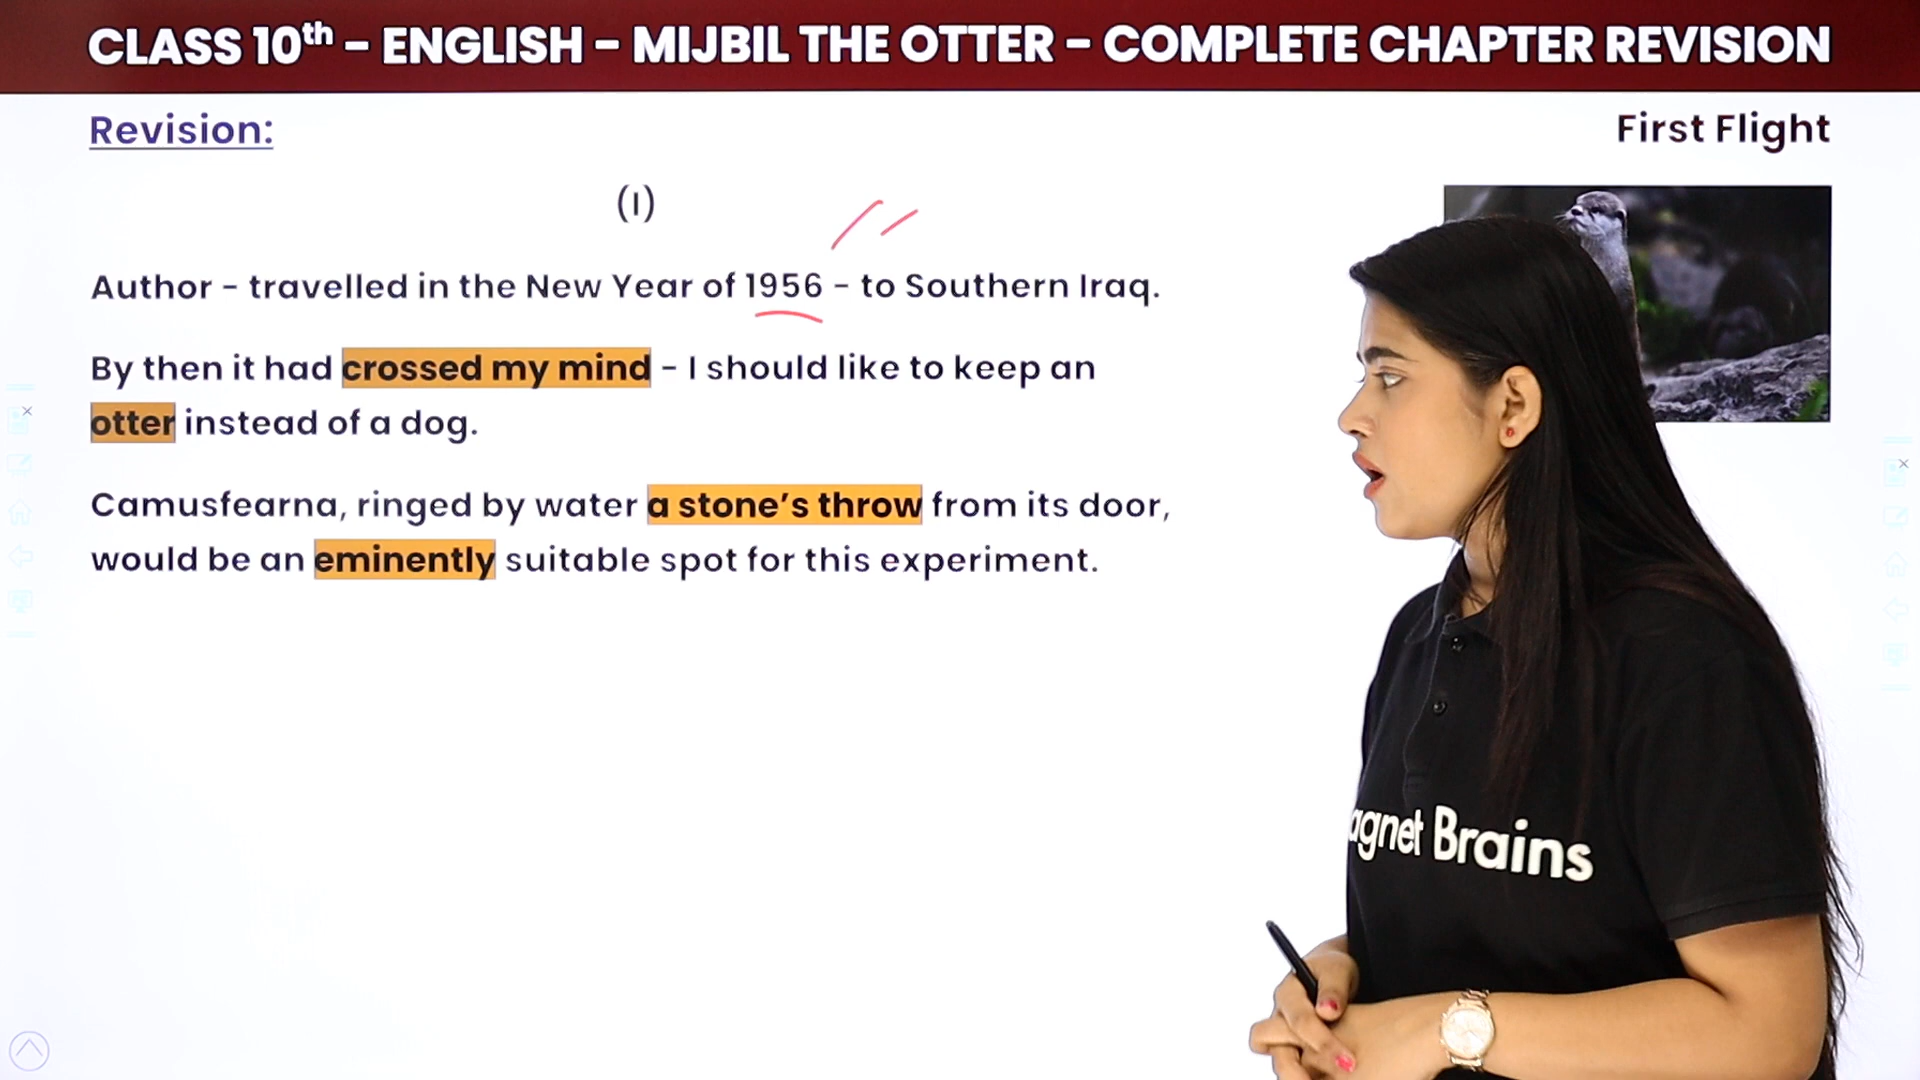 CLASS 10th – ENGLISH – MIJBIL THE OTTER – COMPLETE CHAPTER REVISION
Revision:
First Flight
(I)
Author – travelled in the New Year of 1956 – to Southern Iraq.
By then it had crossed my mind – I should like to keep an
otter instead of a dog.
Camusfearna, ringed by water a stone’s throw from its door,
would be an eminently suitable spot for this experiment.
agnet Brains